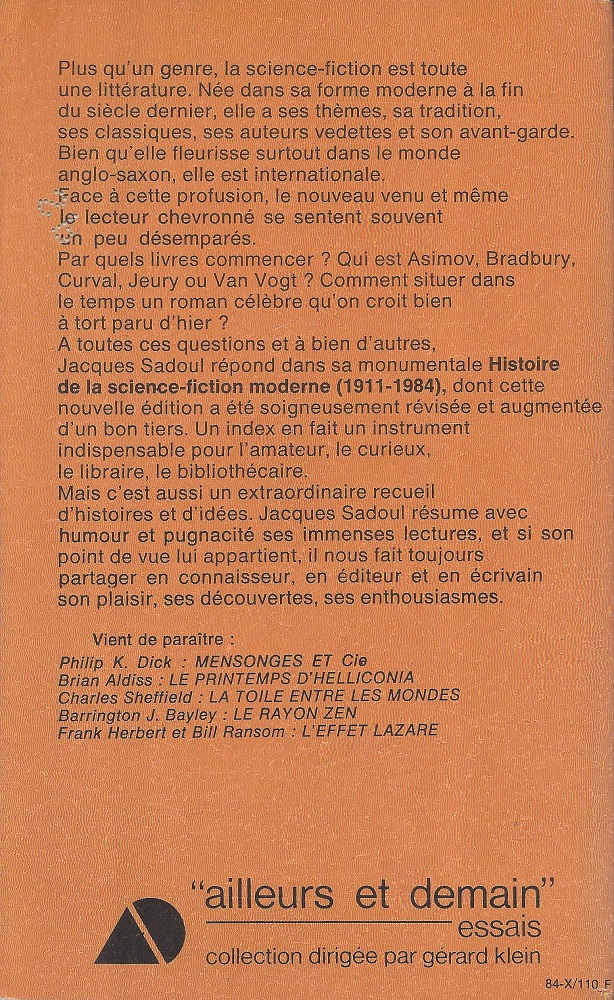 Plus qu'un genre, la science-fiction est toute
une littérature. Née dans sa forme moderne à la fin
du siècle dernier, elle a ses thèmes, sa tradition,
ses classiques, ses auteurs vedettes et son avant-garde.
Bien qu'elle fleurisse surtout dans le monde
anglo-saxon, elle est internationale.
Face à cette profusion, le nouveau venu et même
le lecteur chevronné se sentent souvent
un peu désemparés.
Par quels livres commencer ? Qui est Asimov, Bradbury,
Curval, Jeury ou Van Vogt ? Comment situer dans
le temps un roman célèbre qu'on croit bien
à tort paru d'hier ?
A toutes ces questions et à bien d'autres,
Jacques Sadoul répond dans sa monumentale Histoire
de la science-fiction moderne (1911-1984), dont cette
nouvelle édition a été soigneusement révisée et augmentée
d'un bon tiers. Un index en fait un instrument
indispensable pour l'amateur, le curieux,
le libraire, le bibliothécaire.
Mais c'est aussi un extraordinaire recueil
d'histoires et d'idées. Jacques Sadoul résume avec
humour et pugnacité ses immenses lectures, et si son
point de vue lui appartient, il nous fait toujours
partager en connaisseur, en éditeur et en écrivain
son plaisir, ses découvertes, ses enthousiasmes.
Vient de paraître :
Philip K. Dick : MENSONGES ET Cie
Brian Aldiss : LE PRINTEMPS D'HELLICONIA
Charles Sheffield : LA TOILE ENTRE LES MONDES
Barrington J. Bayley : LE RAYON ZEN
Frank Herbert et Bill Ransom : L'EFFET LAZARE
"ailleurs et demain"
essais
collection dirigée par gérard klein
84-X/110 F